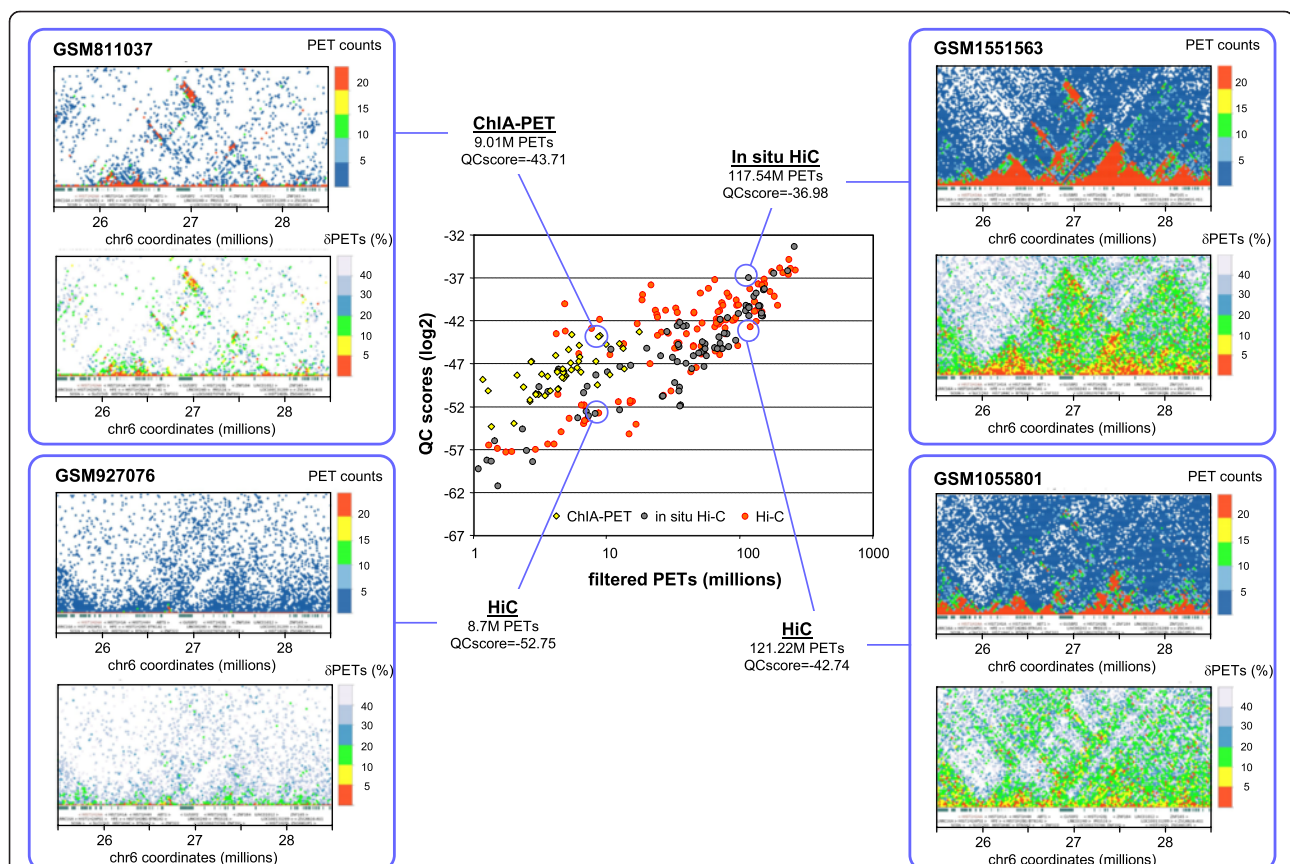 GSM811037
PET counts
20
15
10
5
26 27 28
chr6 coordinates (millions)
δPETs (%)
40
30
20
10
5
26 27 28
chr6 coordinates (millions)
GSM927076
PET counts
20
15
10
5
26 27 28
chr6 coordinates (millions)
δPETs (%)
40
30
20
10
5
26 27 28
chr6 coordinates (millions)
ChIA-PET
9.01M PETs
QCscore=-43.71
In situ HiC
117.54M PETs
QCscore=-36.98
QC scores (log2)
-32
-37
-42
-47
-52
-57
-62
-67
ChIA-PET in situ Hi-C Hi-C
1 10 100 1000
filtered PETs (millions)
HiC
8.7M PETs
QCscore=-52.75
HiC
121.22M PETs
QCscore=-42.74
GSM1551563
PET counts
20
15
10
5
26 27 28
chr6 coordinates (millions)
δPETs (%)
40
30
20
10
5
26 27 28
chr6 coordinates (millions)
GSM1055801
PET counts
20
15
10
5
26 27 28
chr6 coordinates (millions)
δPETs (%)
40
30
20
10
5
26 27 28
chr6 coordinates (millions)